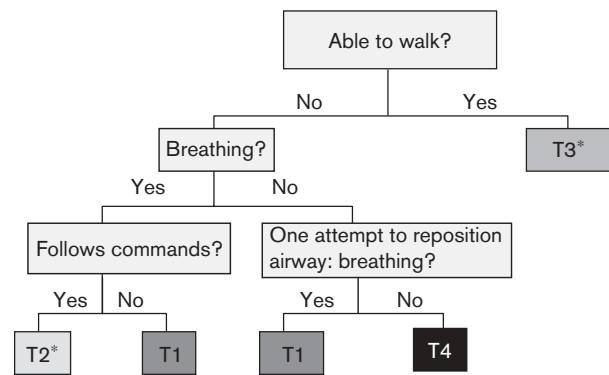 Able to walk?
No Yes
Breathing?
T3*
Yes No
Follows commands?
One attempt to reposition
airway: breathing?
Yes No Yes No
T2* T1 T1 T4